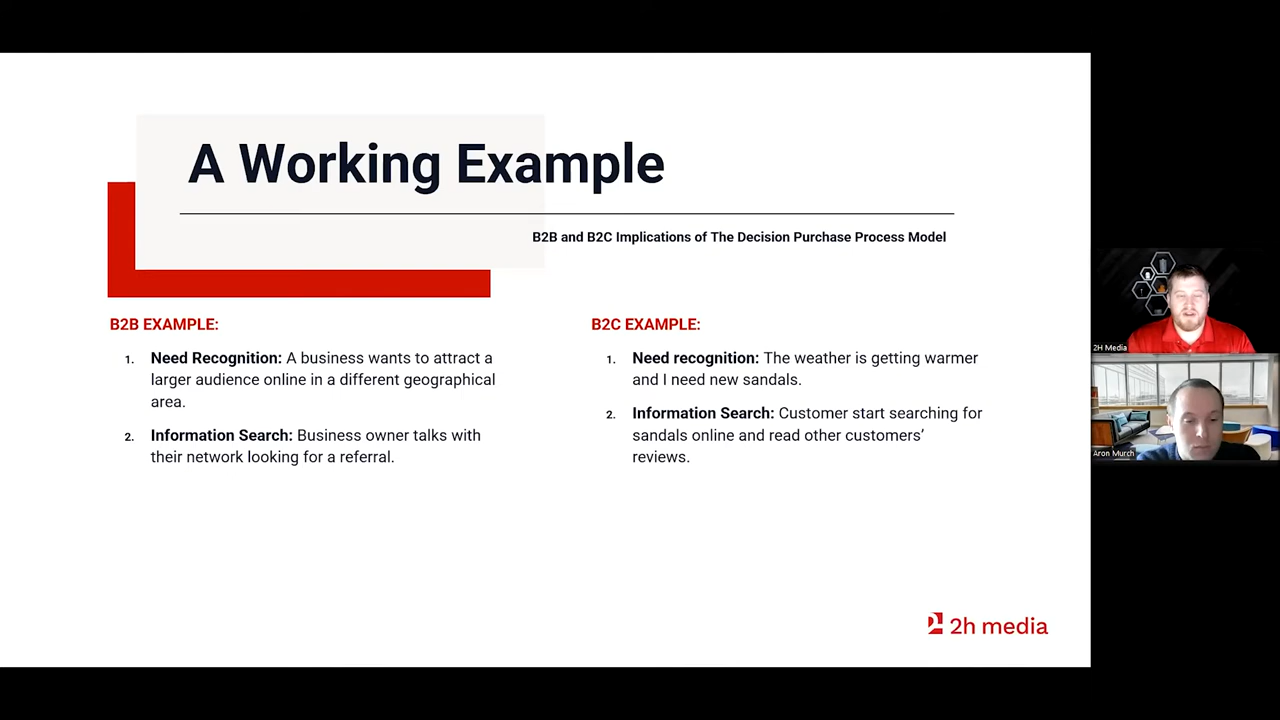 A Working Example
B2B and B2C Implications of The Decision Purchase Process Model
B2B EXAMPLE:
1. Need Recognition: A business wants to attract a
larger audience online in a different geographical
area.
2. Information Search: Business owner talks with
their network looking for a referral.
B2C EXAMPLE:
1. Need recognition: The weather is getting warmer
and I need new sandals.
2. Information Search: Customer start searching for
sandals online and read other customers’
reviews.
2H Media
Aron Murch
2h media